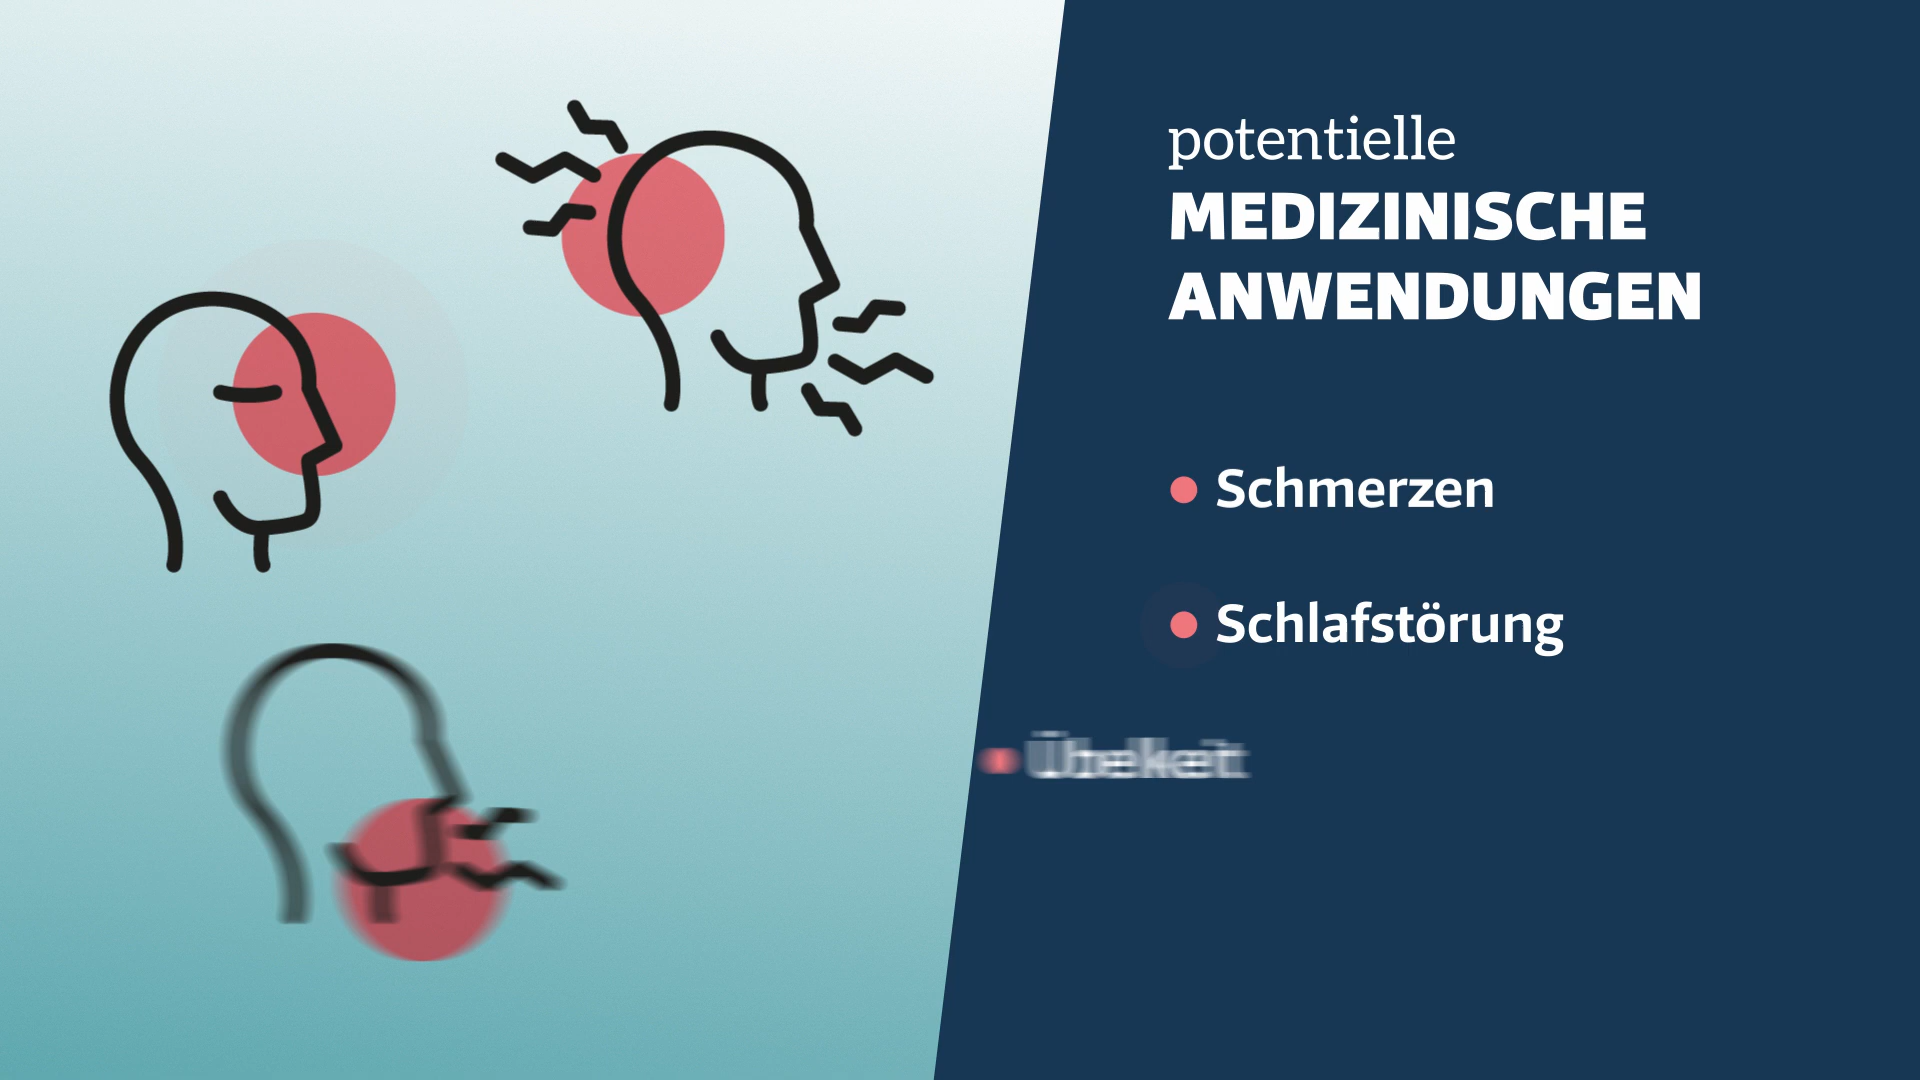 potentielle
MEDIZINISCHE
ANWENDUNGEN
Schmerzen
Schlafstörung